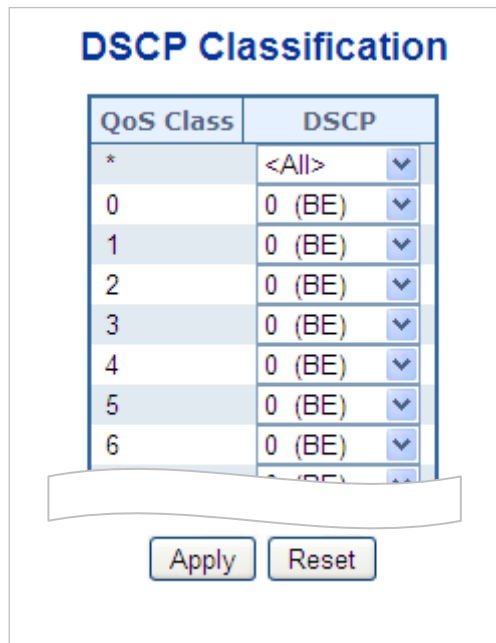 DSCP Classification
QoS Class DSCP
* <All>
0 0 (BE)
1 0 (BE)
2 0 (BE)
3 0 (BE)
4 0 (BE)
5 0 (BE)
6 0 (BE)
Apply Reset